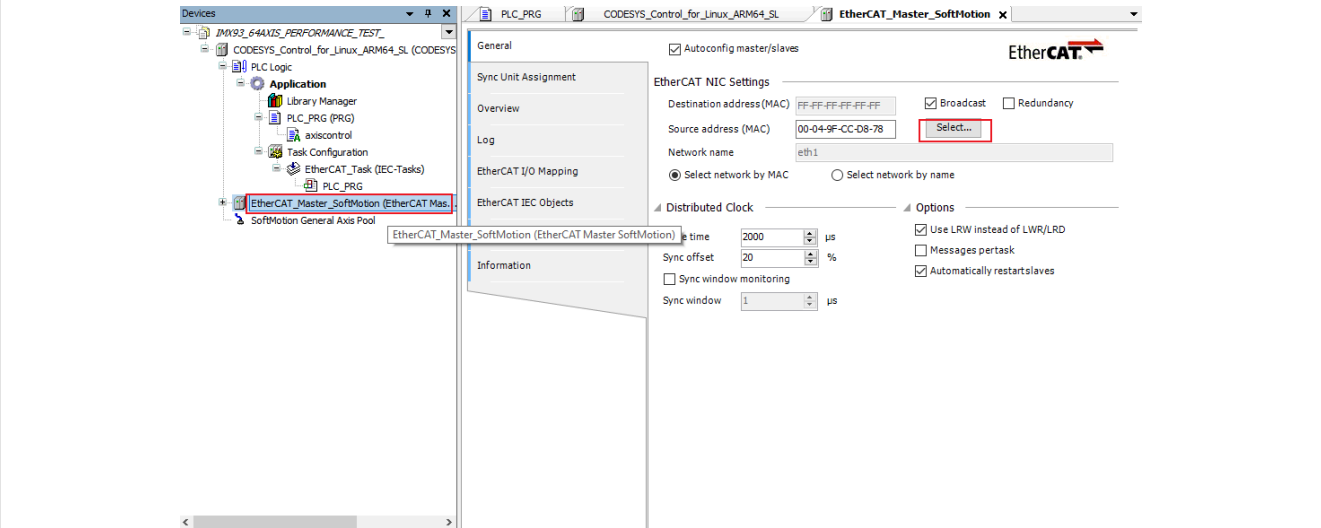 Devices
IMX93_64AXIS_PERFORMANCE_TEST_
CODESYS_Control_for_Linux_ARM64_SL (CODESYS
PLC Logic
Application
Library Manager
PLC_PRG (PRG)
axiscontrol
Task Configuration
EtherCAT_Task (IEC-Tasks)
PLC_PRG
EtherCAT_Master_SoftMotion (EtherCAT Mas...
SoftMotion General Axis Pool
EtherCAT_Master_SoftMotion (EtherCAT Master SoftMotion)
PLC_PRG
CODESYS_Control_for_Linux_ARM64_SL
EtherCAT_Master_SoftMotion
General
Sync Unit Assignment
Overview
Log
EtherCAT I/O Mapping
EtherCAT IEC Objects
Information
Autoconfig master/slaves
EtherCAT
EtherCAT NIC Settings
Destination address (MAC) FF-FF-FF-FF-FF-FF Broadcast Redundancy
Source address (MAC) 00-04-9F-CC-D8-78 Select...
Network name eth1
Select network by MAC Select network by name
Distributed Clock
time 2000 µs
Sync offset 20 %
Sync window monitoring
Sync window 1 µs
Options
Use LRW instead of LWR/LRD
Messages per task
Automatically restart slaves